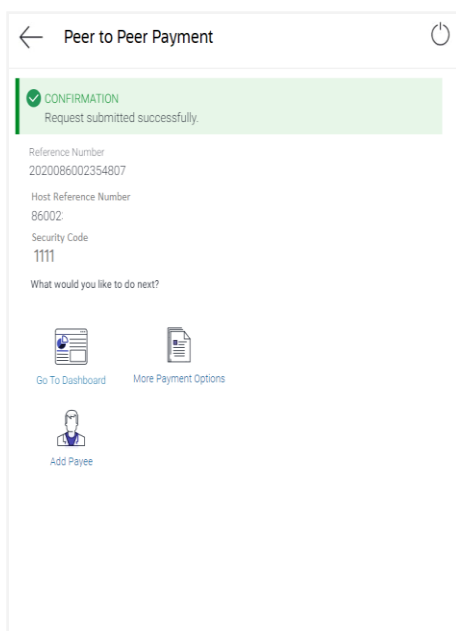 Peer to Peer Payment
CONFIRMATION
Request submitted successfully.
Reference Number
2020086002354807
Host Reference Number
86002
Security Code
1111
What would you like to do next?
Go To Dashboard
More Payment Options
Add Payee